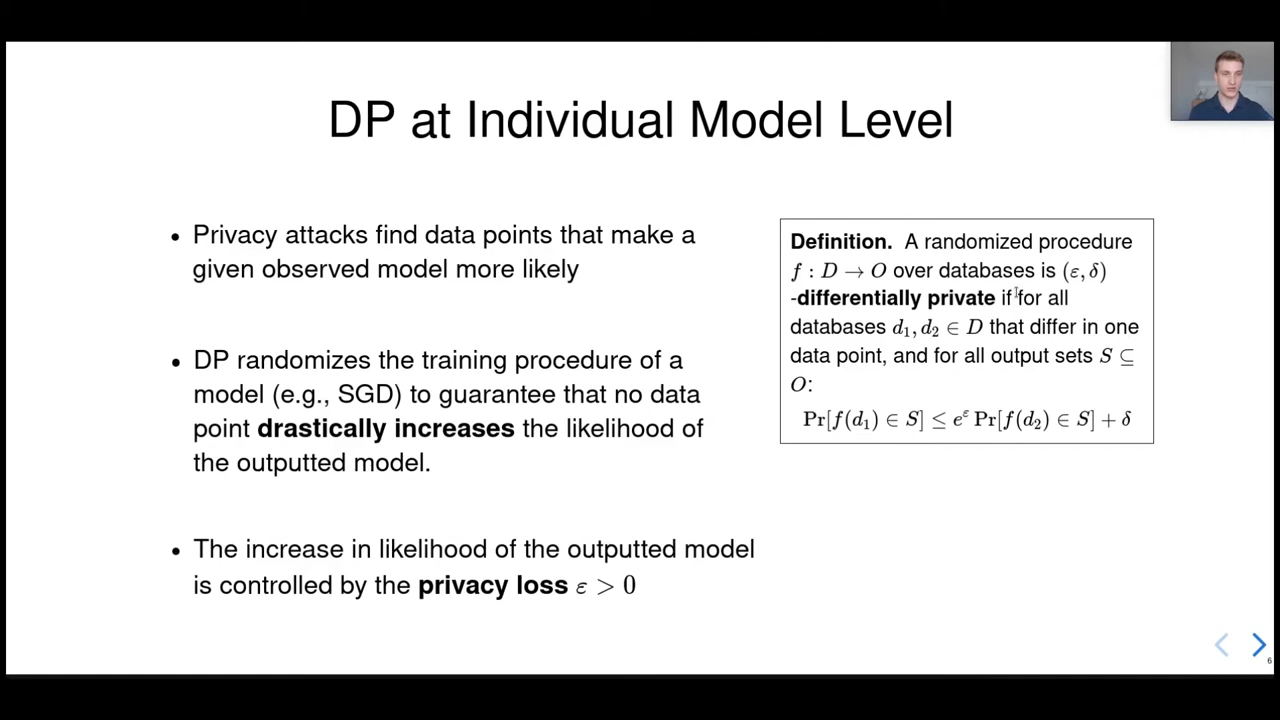 DP at Individual Model Level
• Privacy attacks find data points that make a
given observed model more likely
• DP randomizes the training procedure of a
model (e.g., SGD) to guarantee that no data
point drastically increases the likelihood of
the outputted model.
• The increase in likelihood of the outputted model
is controlled by the privacy loss ε > 0
Definition. A randomized procedure
f : D → O over databases is (ε, δ)
-differentially private if for all
databases d₁, d₂ ∈ D that differ in one
data point, and for all output sets S ⊆
O:
Pr[f(d₁) ∈ S] ≤ e^ε Pr[f(d₂) ∈ S] + δ
6